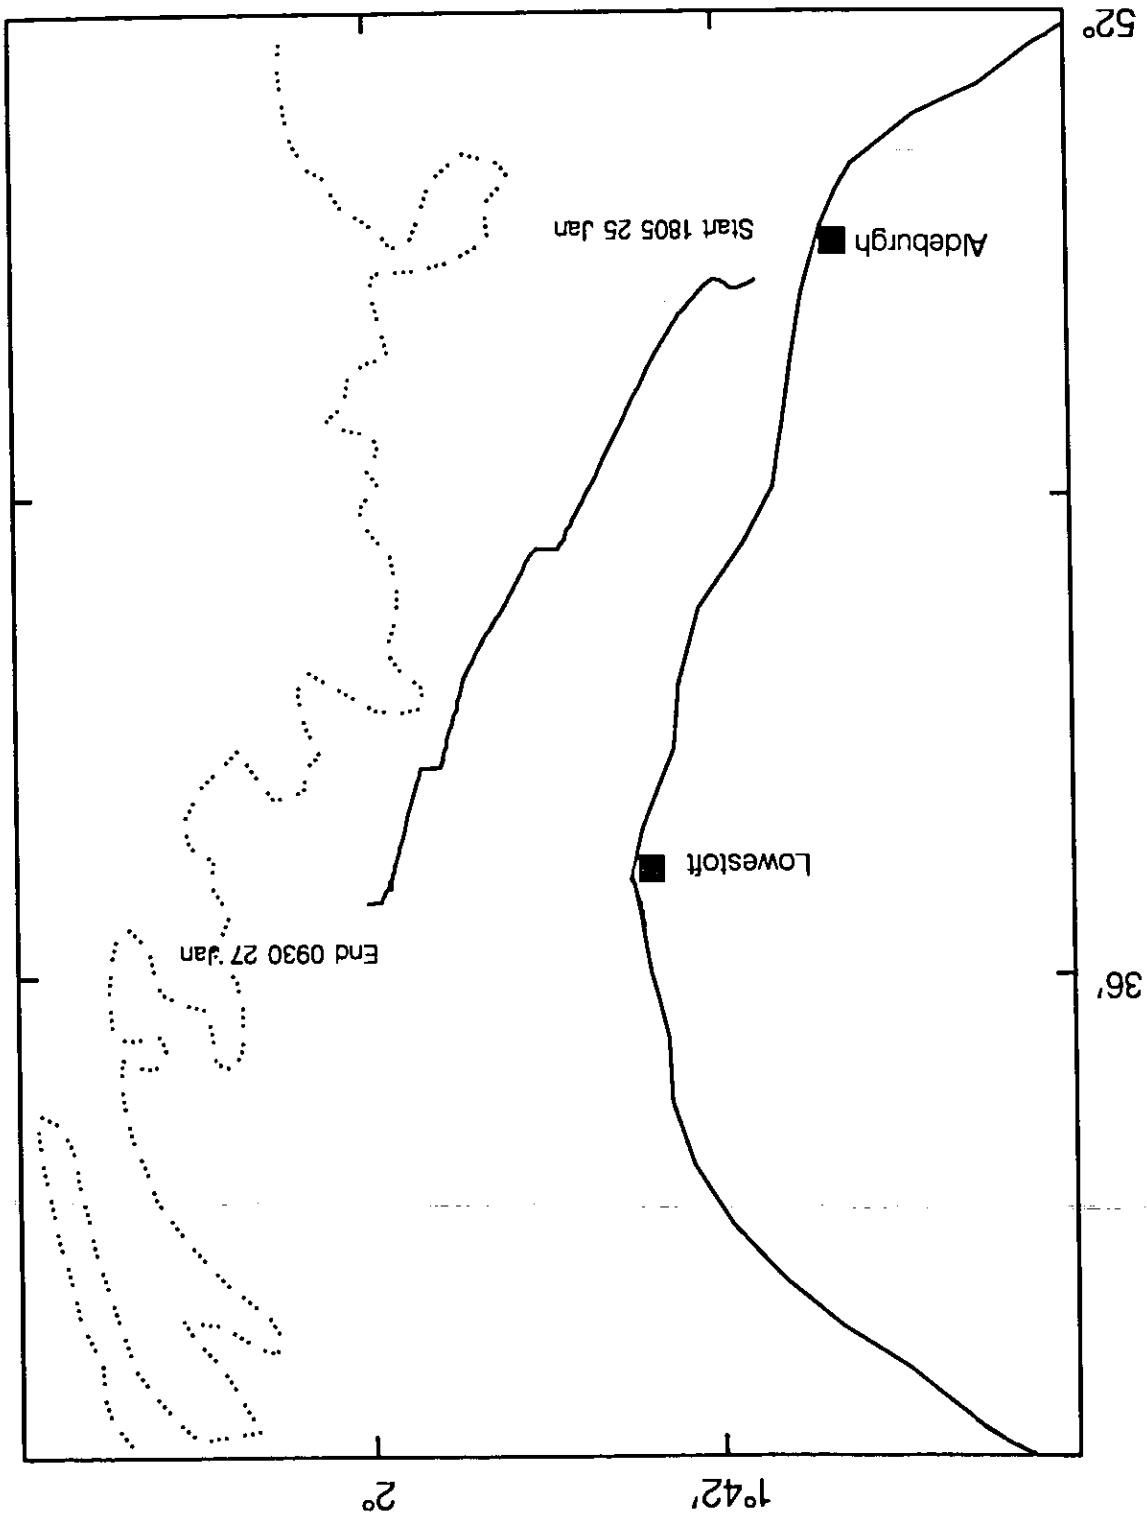 1°42'
2°
36'
End 0930 27 Jan
Lowestoft
Aldeburgh
Start 1805 25 Jan
52°